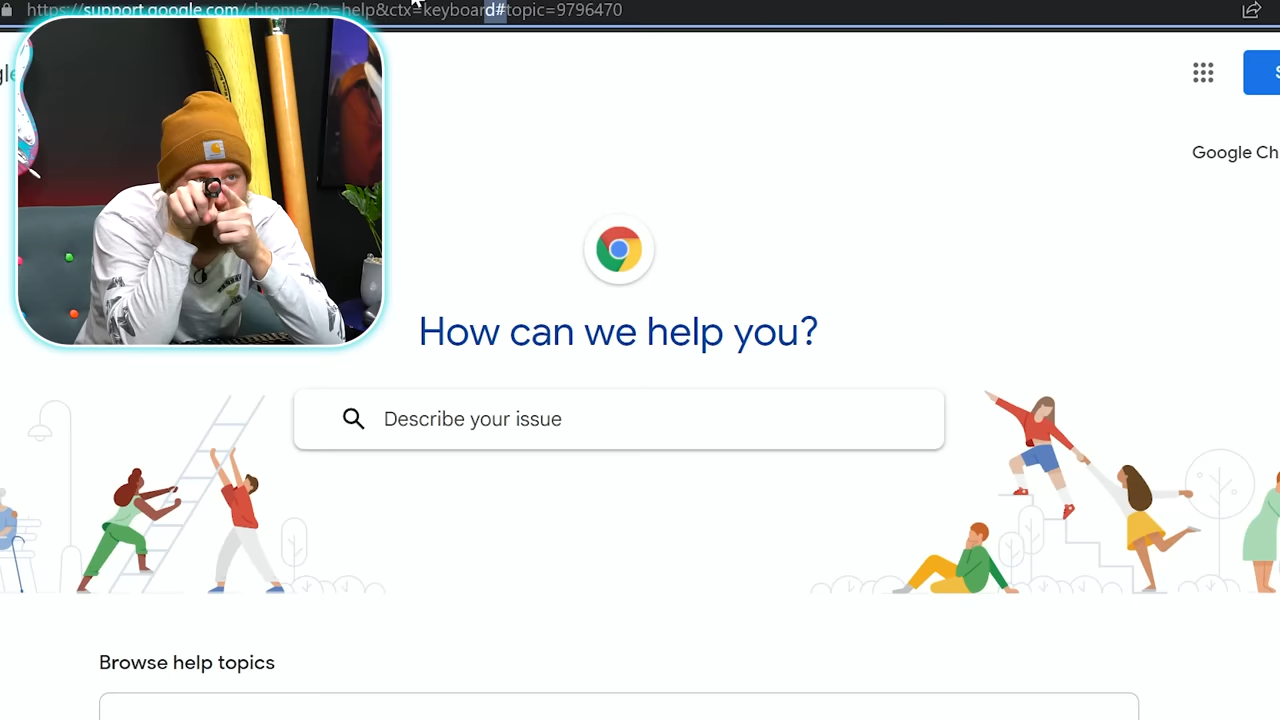 https://support.google.com/chrome/?p=help&ctx=keyboard#topic=9796470
Google Ch
How can we help you?
Describe your issue
Browse help topics